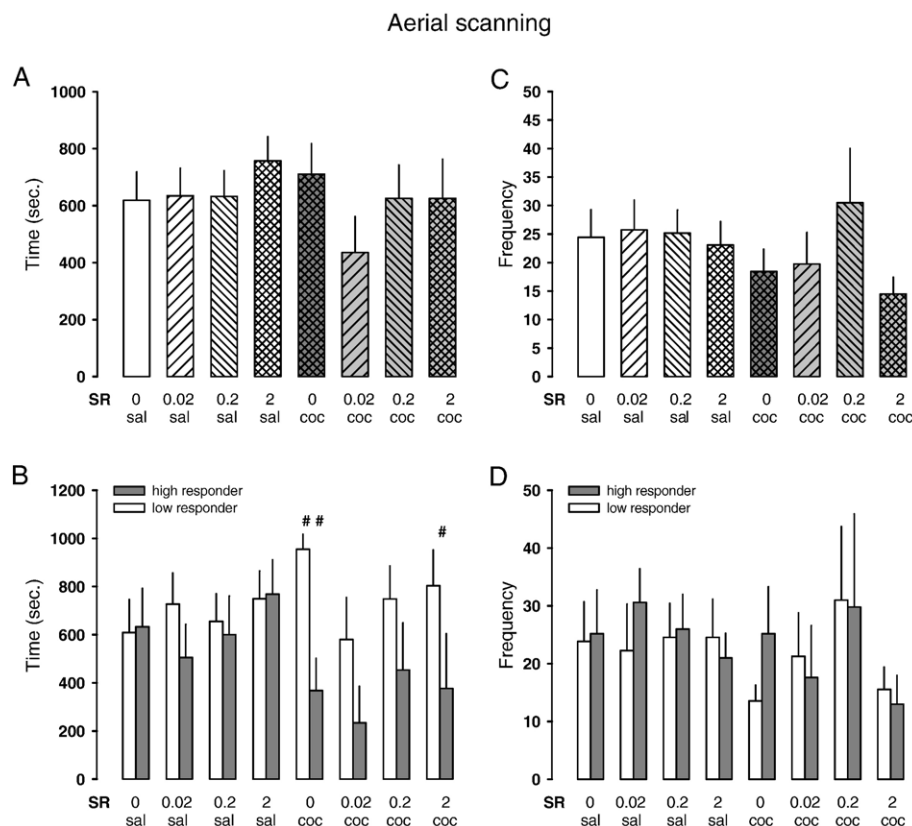 Aerial scanning
A
Time (sec.)
1000
800
600
400
200
0
SR 0 0.02 0.2 2 0 0.02 0.2 2
sal sal sal sal coc coc coc coc
C
Frequency
50
45
40
35
30
25
20
15
10
5
0
SR 0 0.02 0.2 2 0 0.02 0.2 2
sal sal sal sal coc coc coc coc
B
Time (sec.)
1200
1000
800
600
400
200
0
high responder
low responder
# #
#
SR 0 0.02 0.2 2 0 0.02 0.2 2
sal sal sal sal coc coc coc coc
D
Frequency
50
40
30
20
10
0
high responder
low responder
SR 0 0.02 0.2 2 0 0.02 0.2 2
sal sal sal sal coc coc coc coc